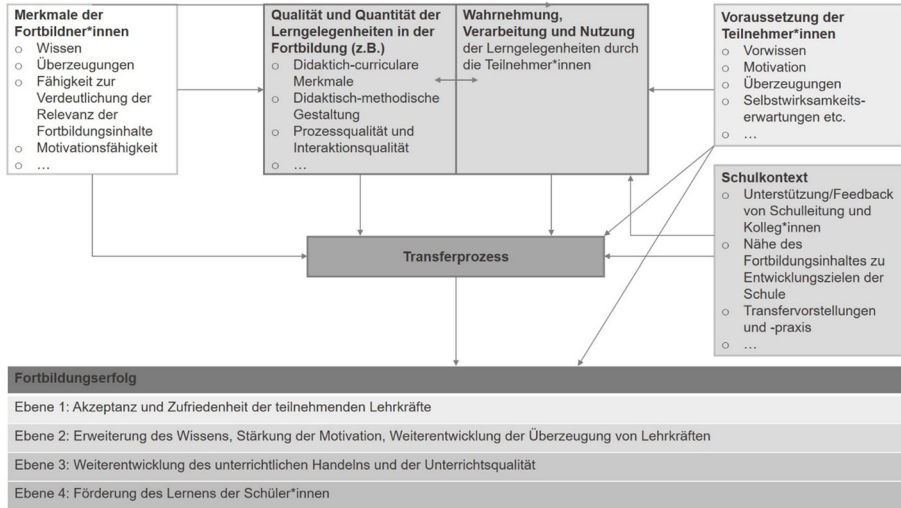 Merkmale der
Fortbildner*innen
○ Wissen
○ Überzeugungen
○ Fähigkeit zur
Verdeutlichung der
Relevanz der
Fortbildungsinhalte
○ Motivationsfähigkeit
○ …
Qualität und Quantität der
Lerngelegenheiten in der
Fortbildung (z.B.)
○ Didaktich-curriculare
Merkmale
○ Didaktisch-methodische
Gestaltung
○ Prozessqualität und
Interaktionsqualität
○ …
Wahrnehmung,
Verarbeitung und Nutzung
der Lerngelegenheiten durch
die Teilnehmer*innen
Voraussetzung der
Teilnehmer*innen
○ Vorwissen
○ Motivation
○ Überzeugungen
○ Selbstwirksamkeits-
erwartungen etc.
○ …
Schulkontext
○ Unterstützung/Feedback
von Schulleitung und
Kolleg*innen
○ Nähe des
Fortbildungsinhaltes zu
Entwicklungszielen der
Schule
○ Transfervorstellungen
und -praxis
○ …
Transferprozess
Fortbildungserfolg
Ebene 1: Akzeptanz und Zufriedenheit der teilnehmenden Lehrkräfte
Ebene 2: Erweiterung des Wissens, Stärkung der Motivation, Weiterentwicklung der Überzeugung von Lehrkräften
Ebene 3: Weiterentwicklung des unterrichtlichen Handelns und der Unterrichtsqualität
Ebene 4: Förderung des Lernens der Schüler*innen